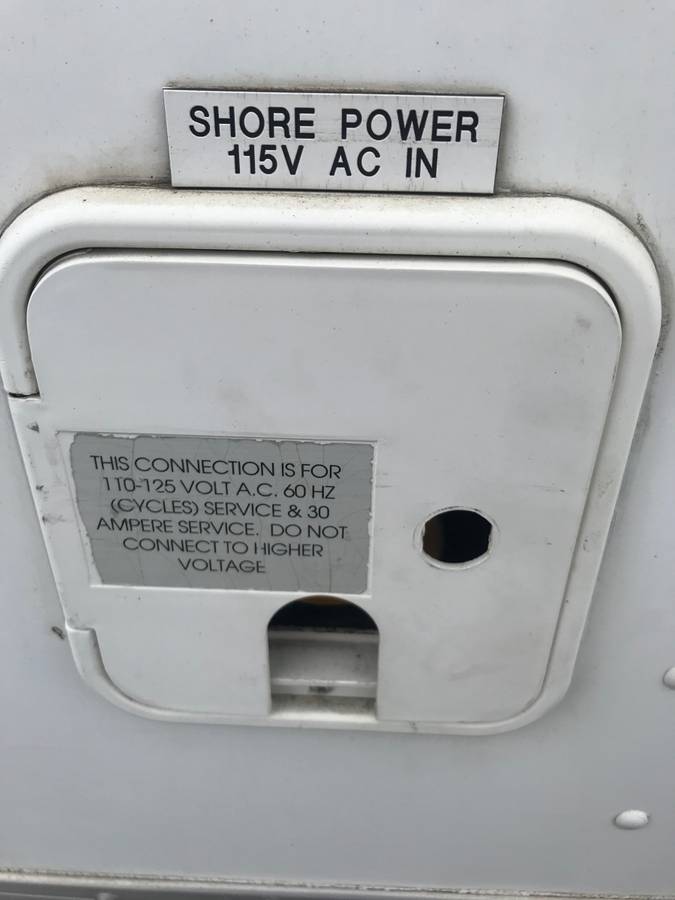 SHORE POWER
115V AC IN
THIS CONNECTION IS FOR
110-125 VOLT A.C. 60 HZ
(CYCLES) SERVICE & 30
AMPERE SERVICE. DO NOT
CONNECT TO HIGHER
VOLTAGE